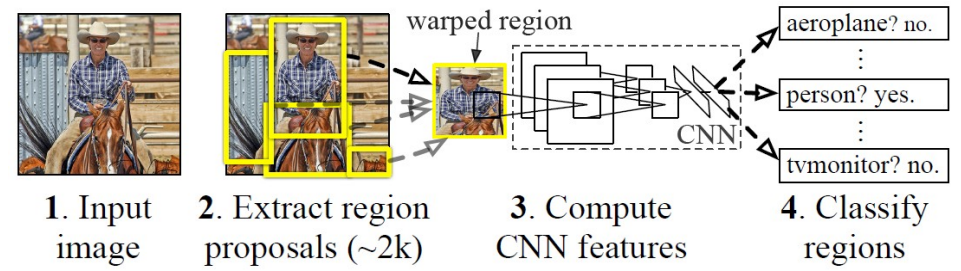 warped region
aeroplane? no.
⋮
person? yes.
⋮
tvmonitor? no.
CNN
1. Input
image
2. Extract region
proposals (~2k)
3. Compute
CNN features
4. Classify
regions